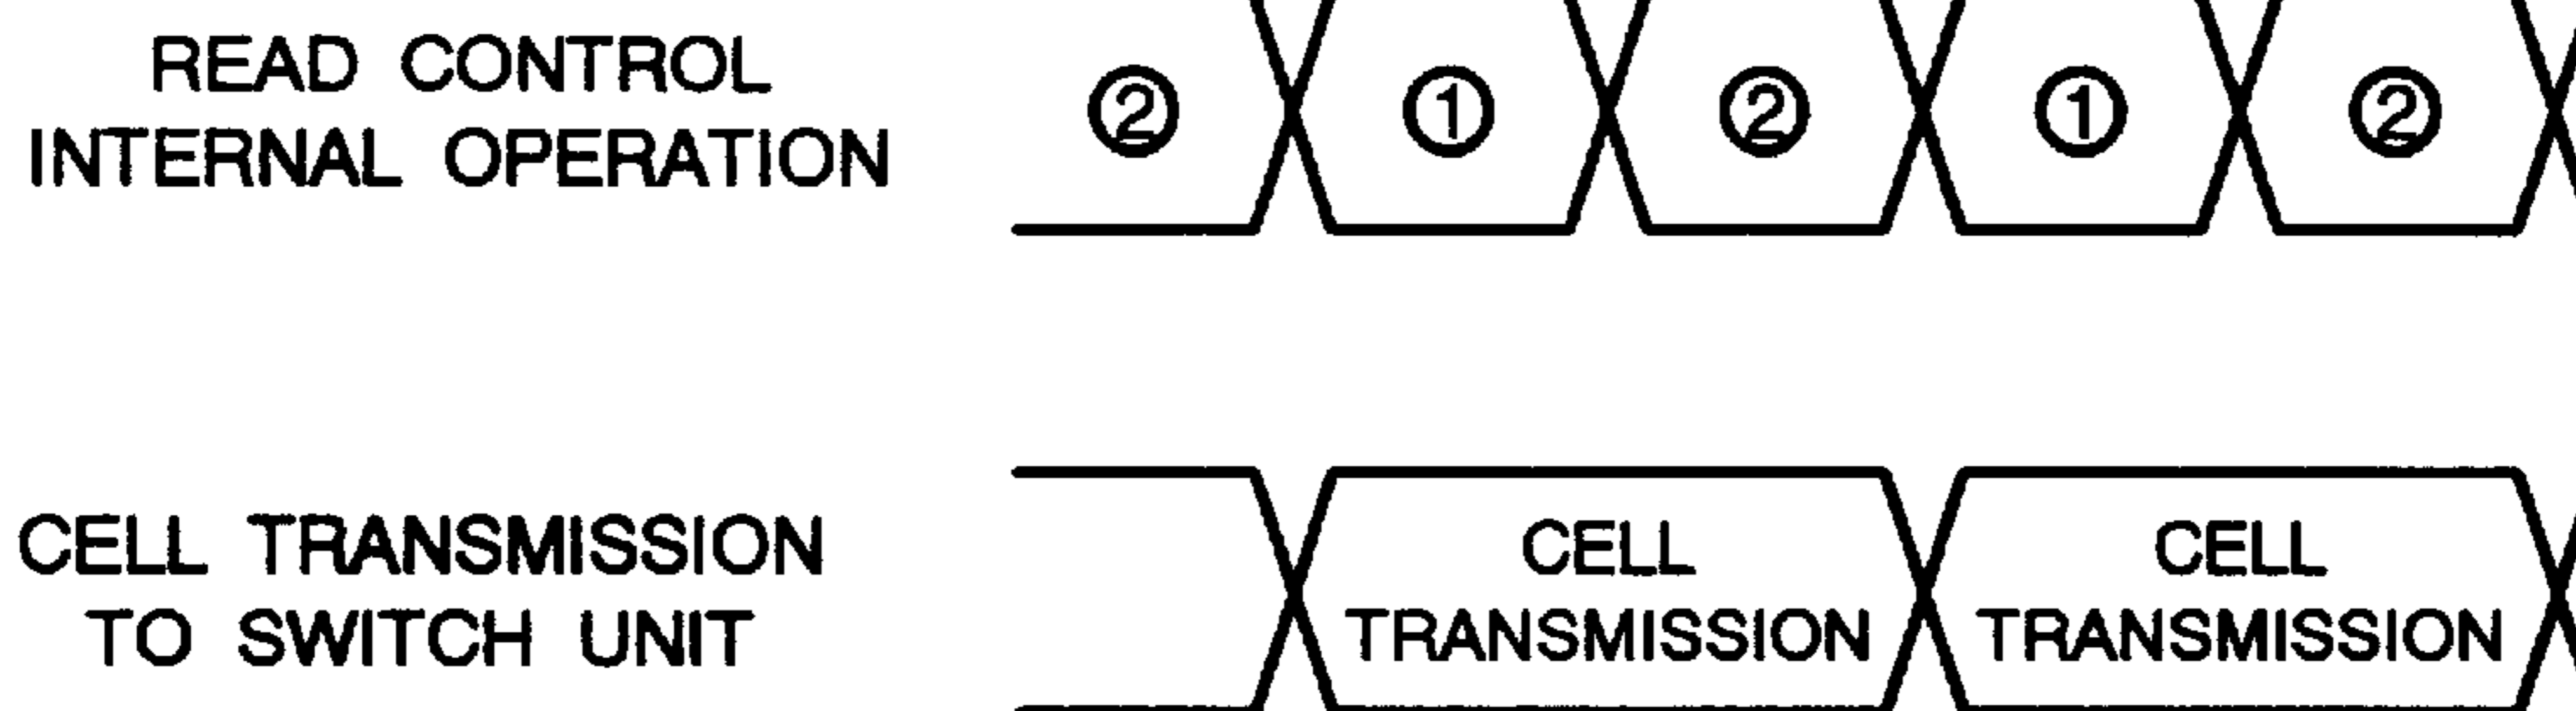 READ CONTROL
INTERNAL OPERATION
② ① ② ① ②
CELL TRANSMISSION
TO SWITCH UNIT
CELL
TRANSMISSION
CELL
TRANSMISSION